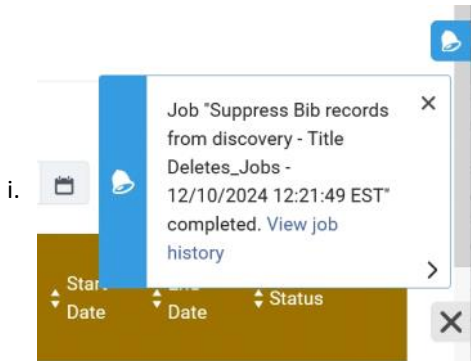 Job "Suppress Bib records
from discovery - Title
Deletes_Jobs -
12/10/2024 12:21:49 EST"
completed. View job
history
i.
Date
Date
Status